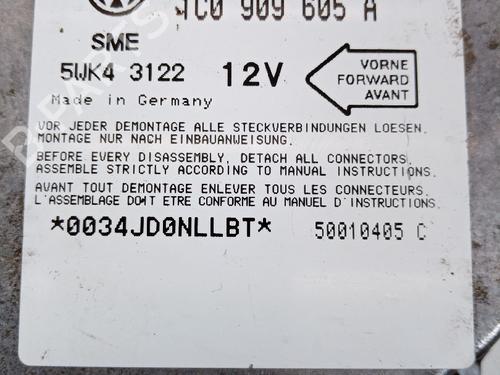 1C0 909 605 A
SME
5WK4 3122 12V
VORNE
FORWARD
AVANT
Made in Germany
VOR JEDER DEMONTAGE ALLE STECKVERBINDUNGEN LOESEN.
MONTAGE NUR NACH EINBAUANWEISUNG.
BEFORE EVERY DISASSEMBLY, DETACH ALL CONNECTORS.
ASSEMBLE STRICTLY ACCORDING TO MANUAL INSTRUCTIONS.
AVANT TOUT DEMONTAGE ENLEVER TOUS LES CONNECTEURS.
L'ASSEMBLAGE DOIT ETRE CONFORME AU MANUEL D'INSTRUCTIONS.
*0034JD0NLLBT* 50010405 C